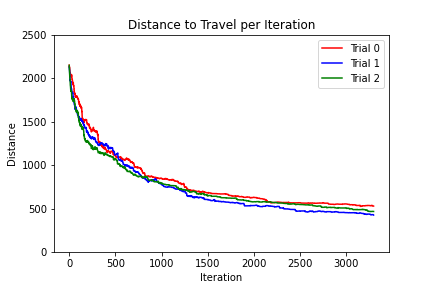 Distance to Travel per Iteration
Trial 0
Trial 1
Trial 2
Distance
2500
2000
1500
1000
500
0
0 500 1000 1500 2000 2500 3000
Iteration